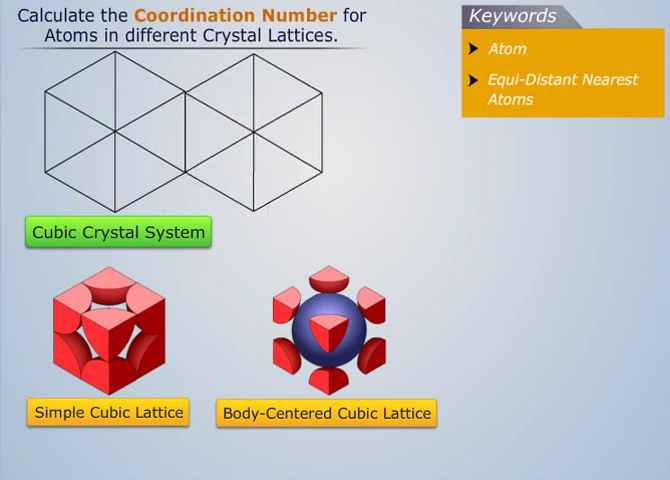 Calculate the Coordination Number for
Atoms in different Crystal Lattices.
Keywords
Atom
Equi-Distant Nearest
Atoms
Cubic Crystal System
Simple Cubic Lattice
Body-Centered Cubic Lattice